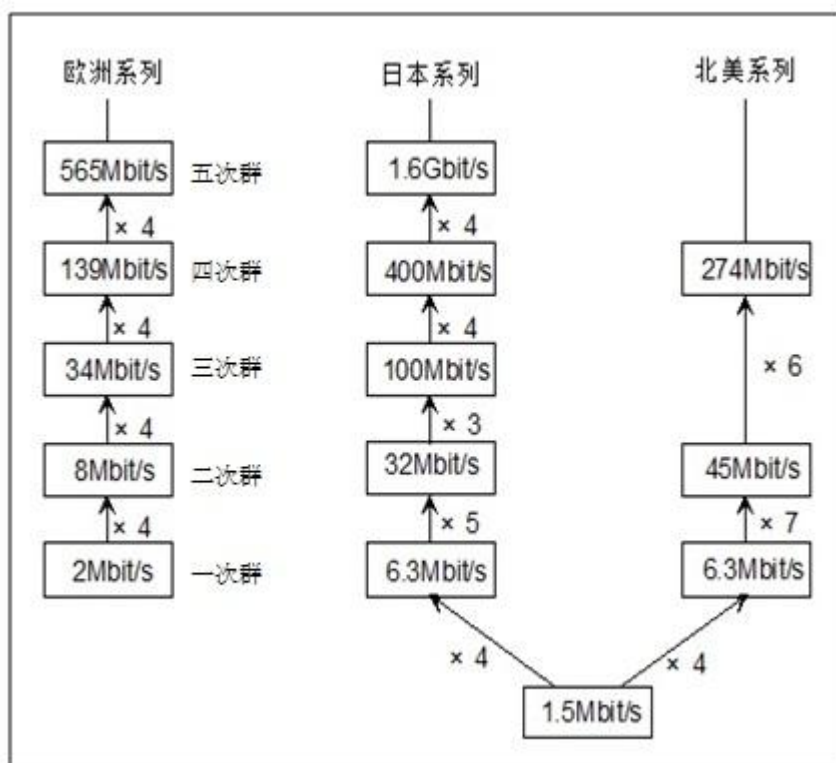 欧洲系列 日本系列 北美系列
565Mbit/s 五次群 1.6Gbit/s
× 4 × 4
139Mbit/s 四次群 400Mbit/s 274Mbit/s
× 4 × 4
34Mbit/s 三次群 100Mbit/s × 6
× 4 × 3
8Mbit/s 二次群 32Mbit/s 45Mbit/s
× 4 × 5 × 7
2Mbit/s 一次群 6.3Mbit/s 6.3Mbit/s
× 4 × 4
1.5Mbit/s